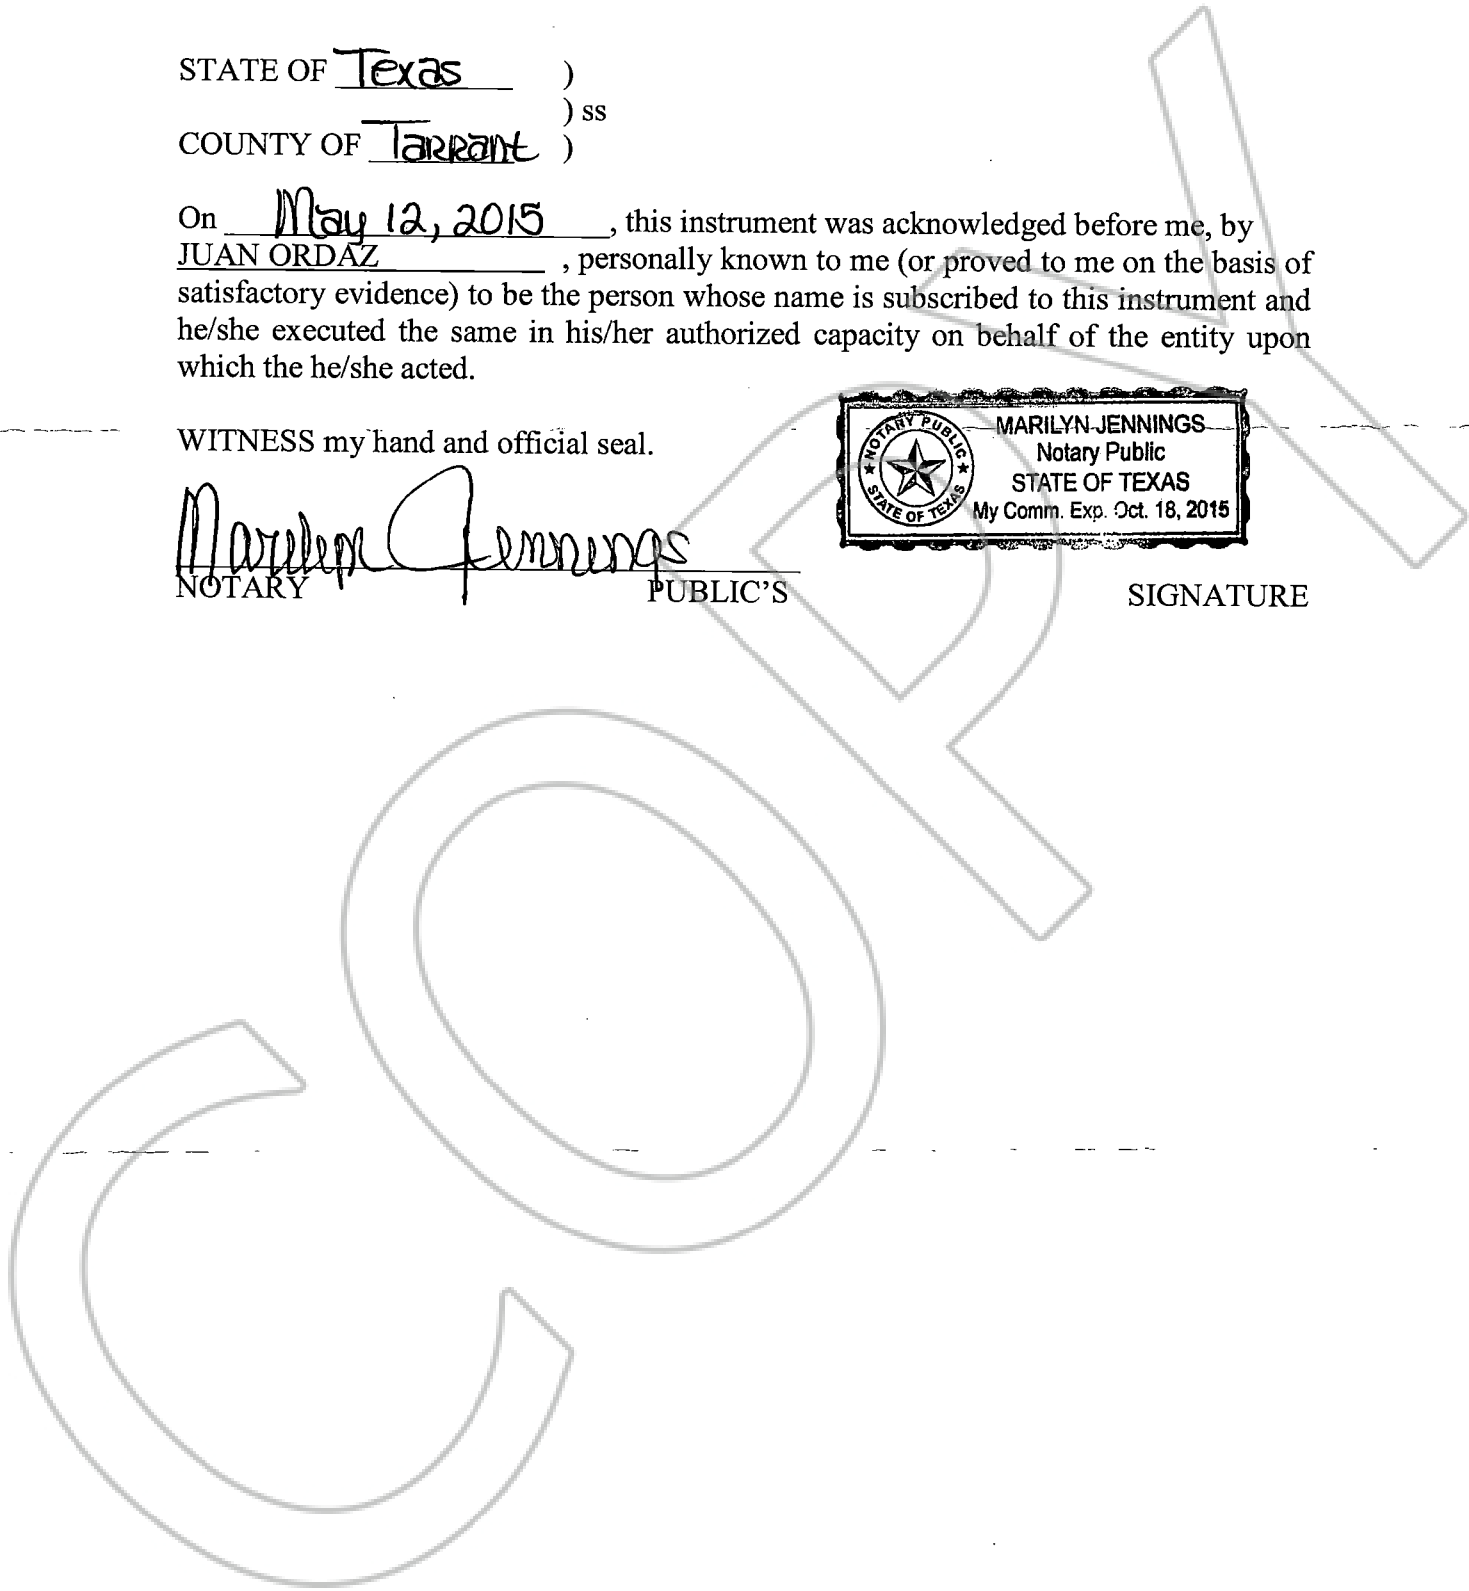 STATE OF Texas )
) ss
COUNTY OF Tarrant )
On May 12, 2015, this instrument was acknowledged before me, by
JUAN ORDAZ , personally known to me (or proved to me on the basis of
satisfactory evidence) to be the person whose name is subscribed to this instrument and
he/she executed the same in his/her authorized capacity on behalf of the entity upon
which the he/she acted.
WITNESS my hand and official seal.
NOTARY PUBLIC
STATE OF TEXAS
MARILYN JENNINGS
Notary Public
STATE OF TEXAS
My Comm. Exp. Oct. 18, 2015
Marilyn Jennings
NOTARY PUBLIC'S SIGNATURE
COPY